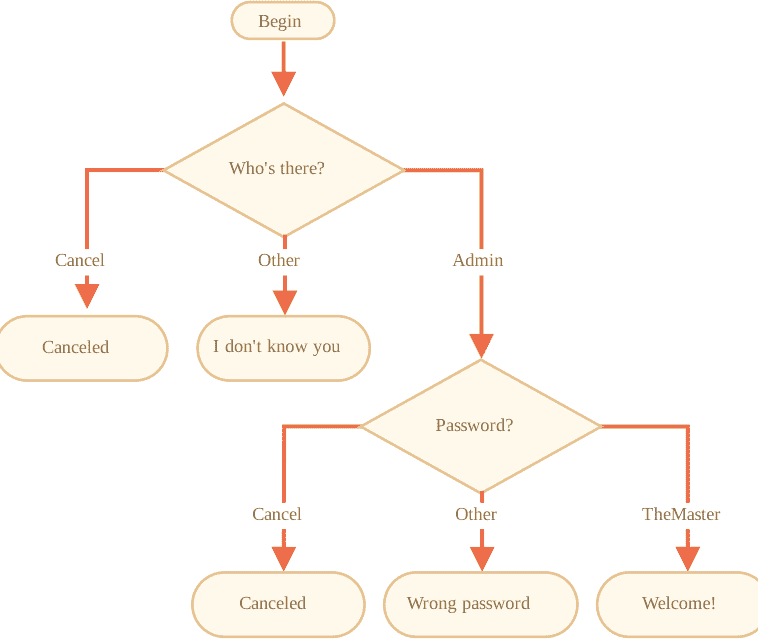 Begin
Who's there?
Cancel
Other
Admin
Canceled
I don't know you
Password?
Cancel
Other
TheMaster
Canceled
Wrong password
Welcome!